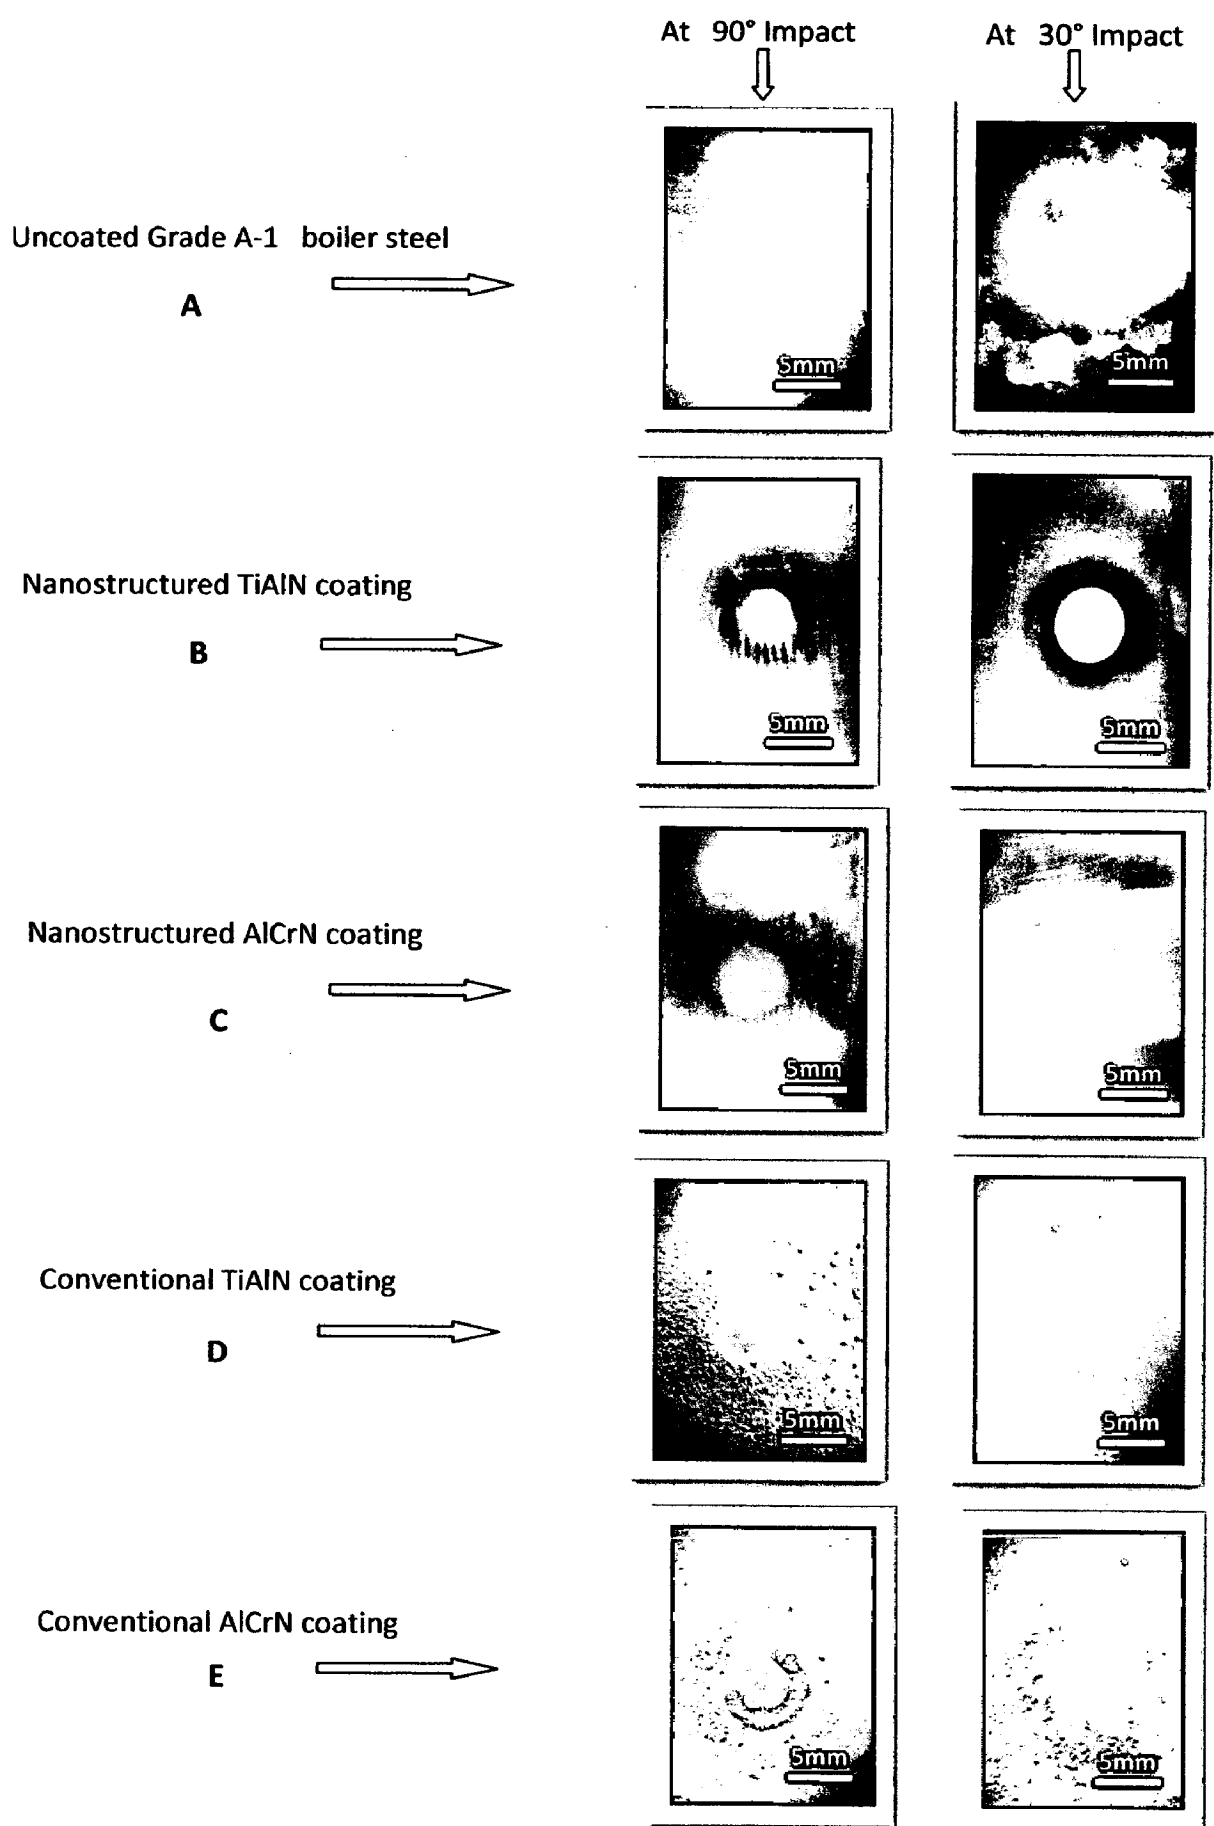 At 90° Impact
At 30° Impact
Uncoated Grade A-1 boiler steel
A
5mm
5mm
Nanostructured TiAlN coating
B
5mm
5mm
Nanostructured AlCrN coating
C
5mm
5mm
Conventional TiAlN coating
D
5mm
5mm
Conventional AlCrN coating
E
5mm
5mm